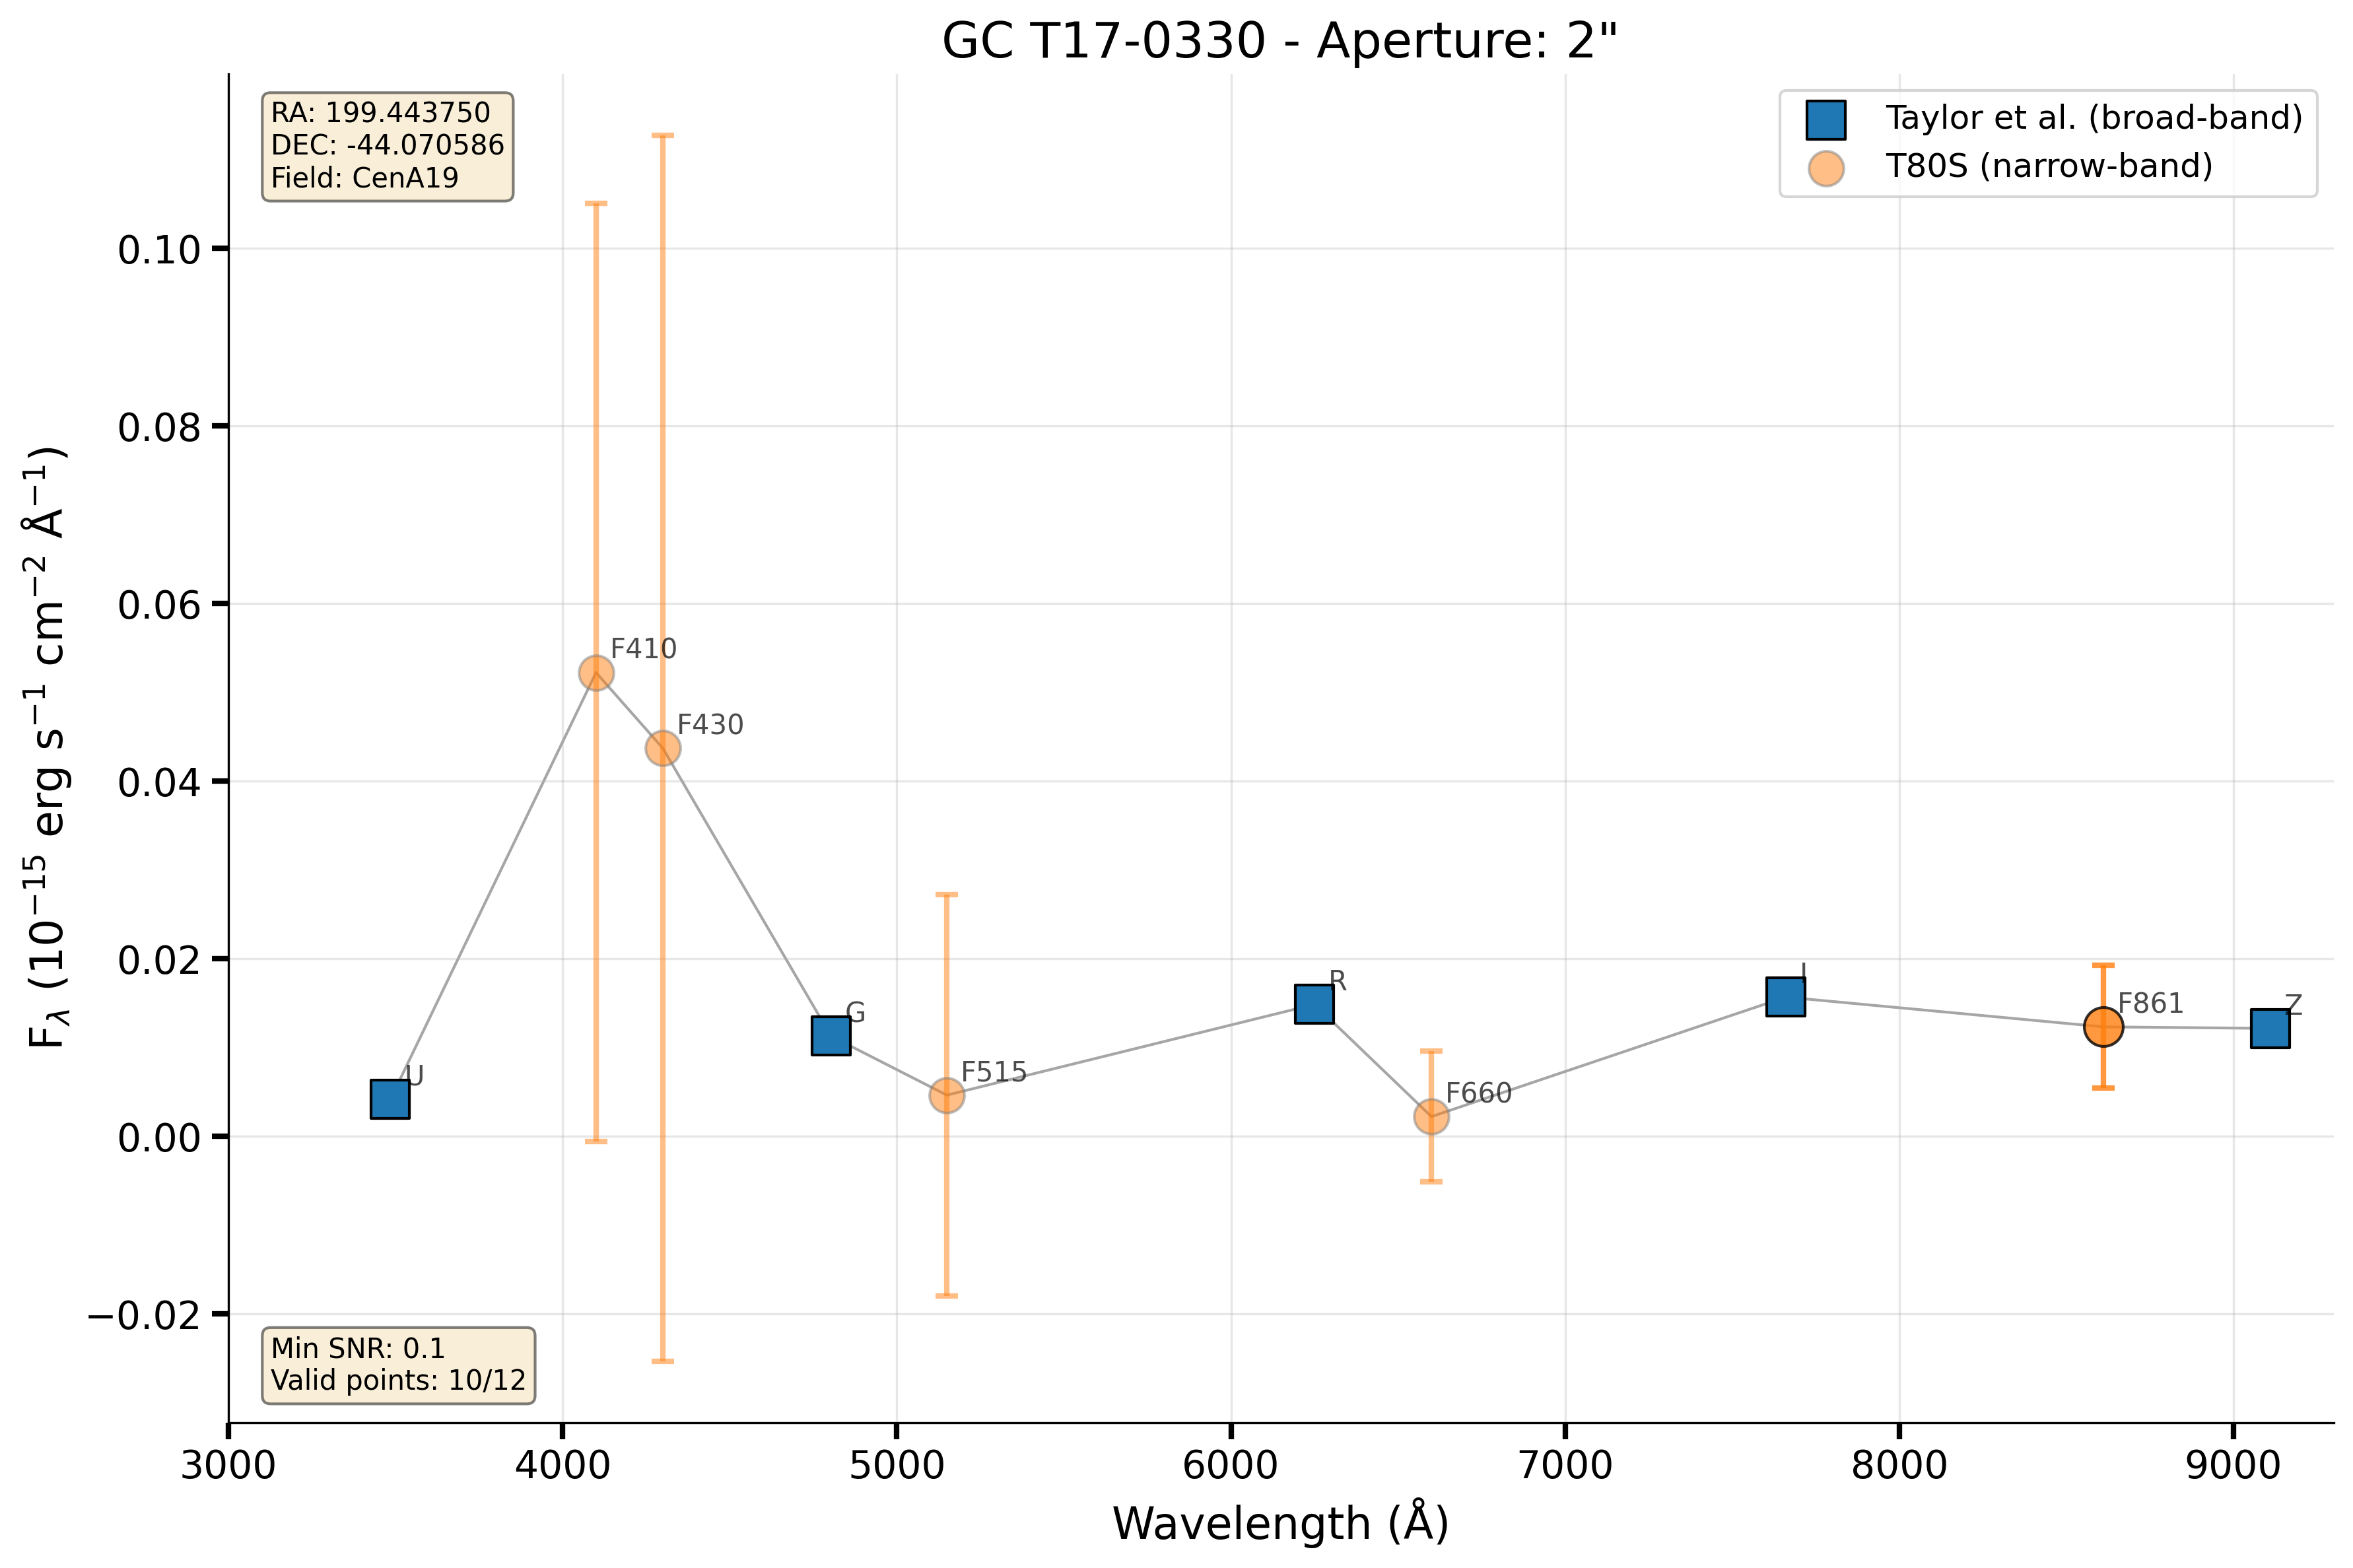 GC T17-0330 - Aperture: 2"
RA: 199.443750
DEC: -44.070586
Field: CenA19
Taylor et al. (broad-band)
T80S (narrow-band)
F_λ (10⁻¹⁵ erg s⁻¹ cm⁻² Å⁻¹)
0.10
0.08
0.06
0.04
0.02
0.00
−0.02
U
F410
F430
G
F515
R
F660
I
F861
Z
Min SNR: 0.1
Valid points: 10/12
3000 4000 5000 6000 7000 8000 9000
Wavelength (Å)